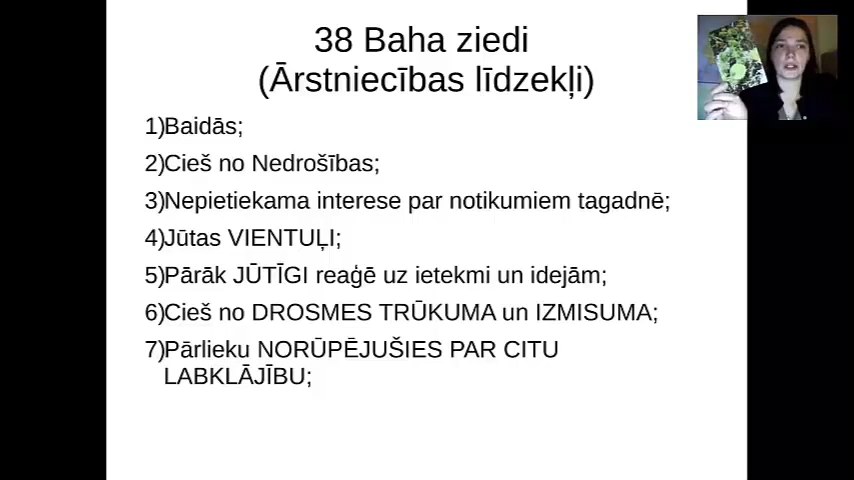 38 Baha ziedi
(Ārstniecības līdzekļi)
1)Baidās;
2)Cieš no Nedrošības;
3)Nepietiekama interese par notikumiem tagadnē;
4)Jūtas VIENTUĻI;
5)Pārāk JŪTĪGI reaģē uz ietekmi un idejām;
6)Cieš no DROSMES TRŪKUMA un IZMISUMA;
7)Pārlieku NORŪPĒJUŠIES PAR CITU
LABKLĀJĪBU;